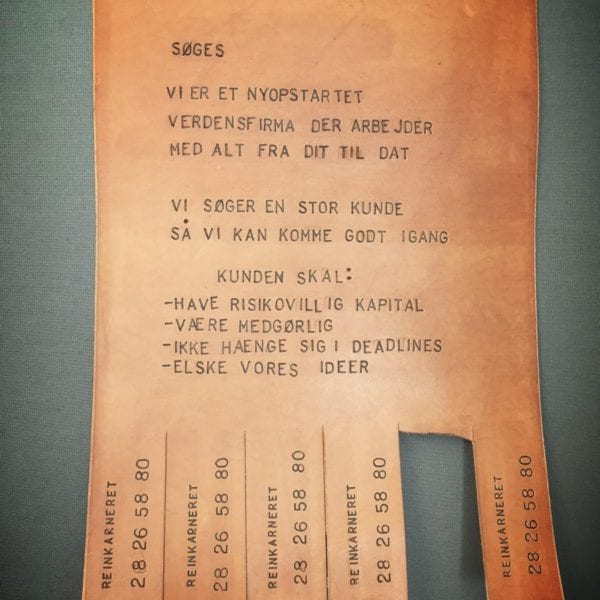 SØGES
VI ER ET NYOPSTARTET
VERDENSFIRMA DER ARBEJDER
MED ALT FRA DIT TIL DAT
VI SØGER EN STOR KUNDE
SÅ VI KAN KOMME GODT IGANG
KUNDEN SKAL:
-HAVE RISIKOVILLIG KAPITAL
-VÆRE MEDGØRLIG
-IKKE HAENGE SIG I DEADLINES
-ELSKE VORES IDEER
REINKARNERET
28 26 58 80
REINKARNERET
28 26 58 80
REINKARNERET
28 26 58 80
REINKARNERET
28 26 58 80
REINKARNERET
28 26 58 80